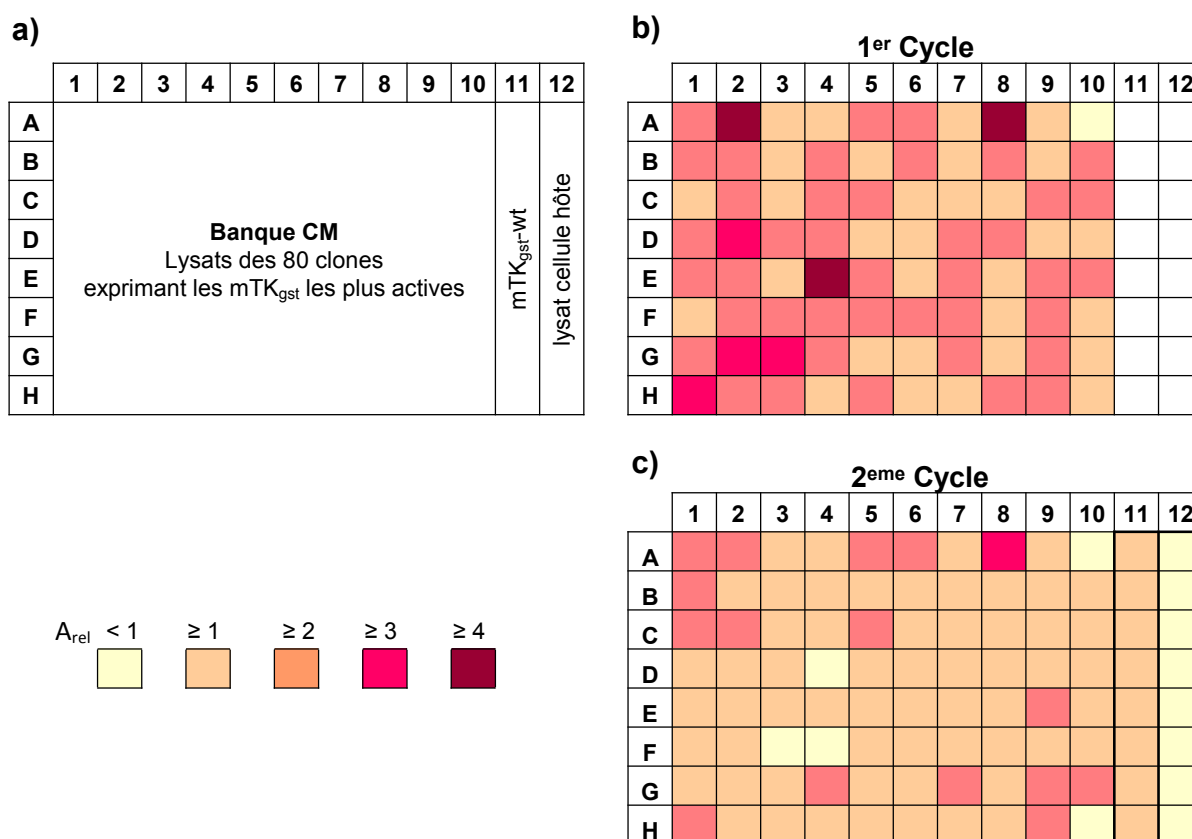 a)
1 2 3 4 5 6 7 8 9 10 11 12
A
B
C
D
E
F
G
H
Banque CM
Lysats des 80 clones
exprimant les mTKgst les plus actives
mTKgst-wt
lysat cellule hôte
b)
1er Cycle
1 2 3 4 5 6 7 8 9 10 11 12
A
B
C
D
E
F
G
H
Arel < 1 ≥ 1 ≥ 2 ≥ 3 ≥ 4
c)
2eme Cycle
1 2 3 4 5 6 7 8 9 10 11 12
A
B
C
D
E
F
G
H